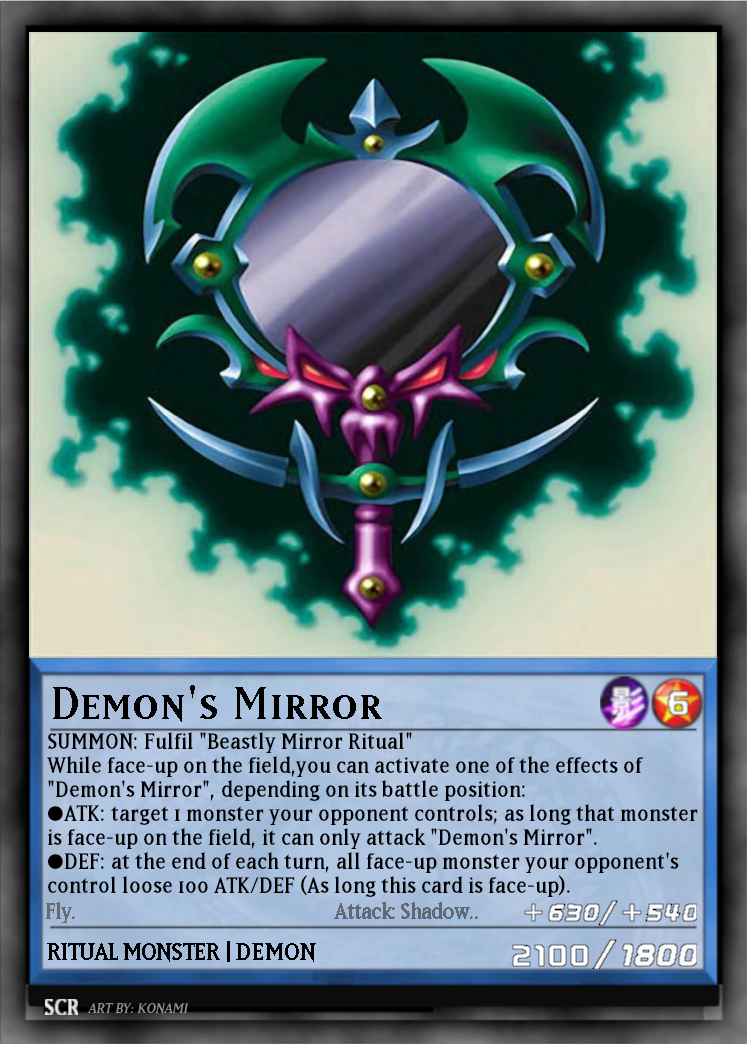 DEMON'S MIRROR
影 6
SUMMON: Fulfil "Beastly Mirror Ritual"
While face-up on the field,you can activate one of the effects of
"Demon's Mirror", depending on its battle position:
●ATK: target 1 monster your opponent controls; as long that monster
is face-up on the field, it can only attack "Demon's Mirror".
●DEF: at the end of each turn, all face-up monster your opponent's
control loose 100 ATK/DEF (As long this card is face-up).
Fly. Attack: Shadow.. +630/+540
RITUAL MONSTER | DEMON 2100/1800
SCR ART BY: KONAMI